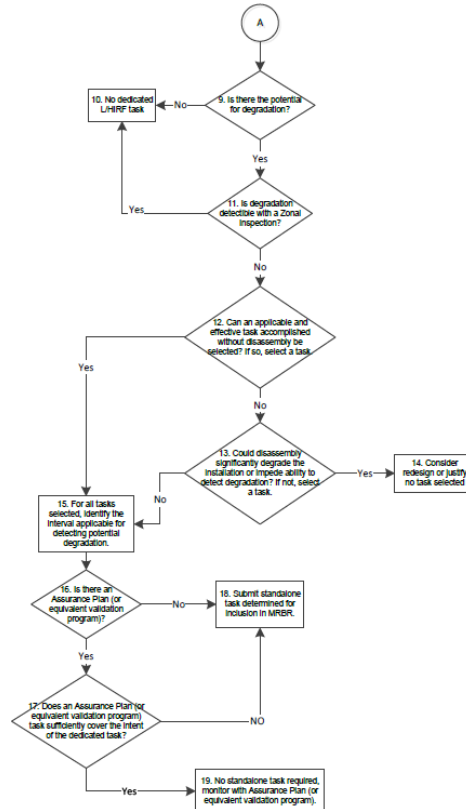 A
9. Is there the potential
for degradation?
No
10. No dedicated
L/HIRF task
Yes
11. Is degradation
detectible with a Zonal
Inspection?
Yes
No
12. Can an applicable and
effective task accomplished
without disassembly be
selected? If so, select a task.
Yes
No
13. Could disassembly
significantly degrade the
installation or impede ability to
detect degradation? If not, select
a task.
Yes
14. Consider
redesign or justify
no task selected
No
15. For all tasks
selected, identify the
interval applicable for
detecting potential
degradation.
16. Is there an
Assurance Plan (or
equivalent validation
program)?
No
18. Submit standalone
task determined for
inclusion in MRBR.
Yes
17. Does an Assurance Plan (or
equivalent validation program)
task sufficiently cover the intent
of the dedicated task?
NO
Yes
19. No standalone task required,
monitor with Assurance Plan (or
equivalent validation program).